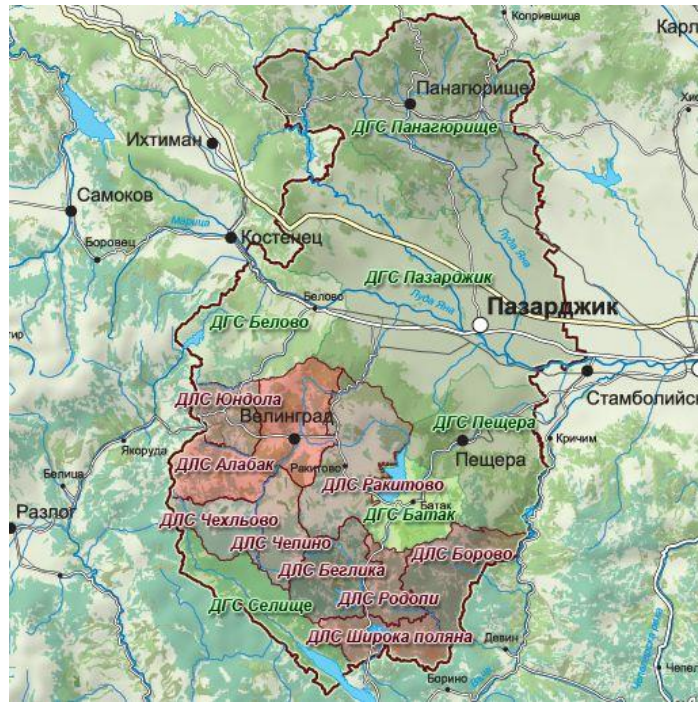 Копривщица
Карл
Панагюрище
ДГС Панагюрище
Ихтиман
Самоков
Марица
Боровец
Костенец
Луда Яна
ДГС Пазарджик
Белово
Луда Яна
Пазарджик
ДГС Белово
Стамболийск
ДЛС Юндола
Велинград
ДГС Пещера
Якоруда
Кричим
Пещера
Белица
ДЛС Алабак
Ракитово
ДЛС Ракитово
Батак
Разлог
ДЛС Чехльово
ДГС Батак
ДЛС Чепино
ДЛС Борово
ДЛС Беглика
ДГС Селище
ДЛС Родопи
ДЛС Широка поляна
Девин
Чепел
Борино